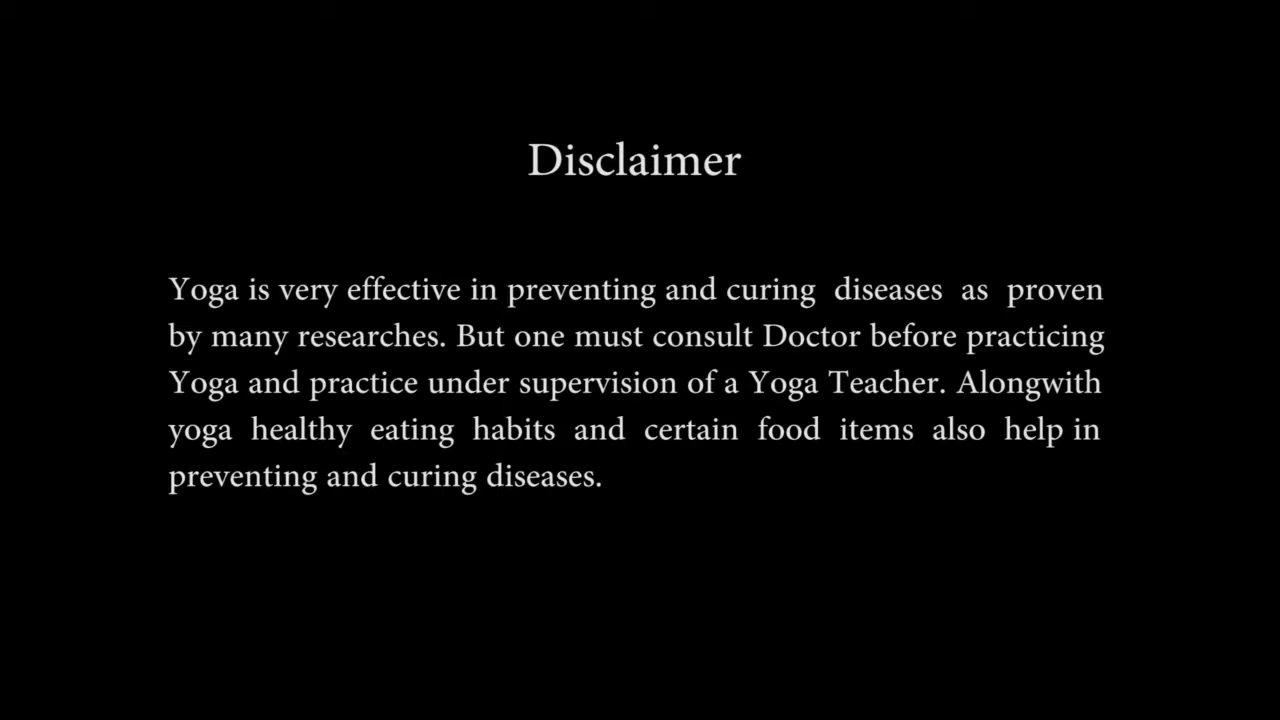 Disclaimer
Yoga is very effective in preventing and curing diseases as proven
by many researches. But one must consult Doctor before practicing
Yoga and practice under supervision of a Yoga Teacher. Alongwith
yoga healthy eating habits and certain food items also help in
preventing and curing diseases.